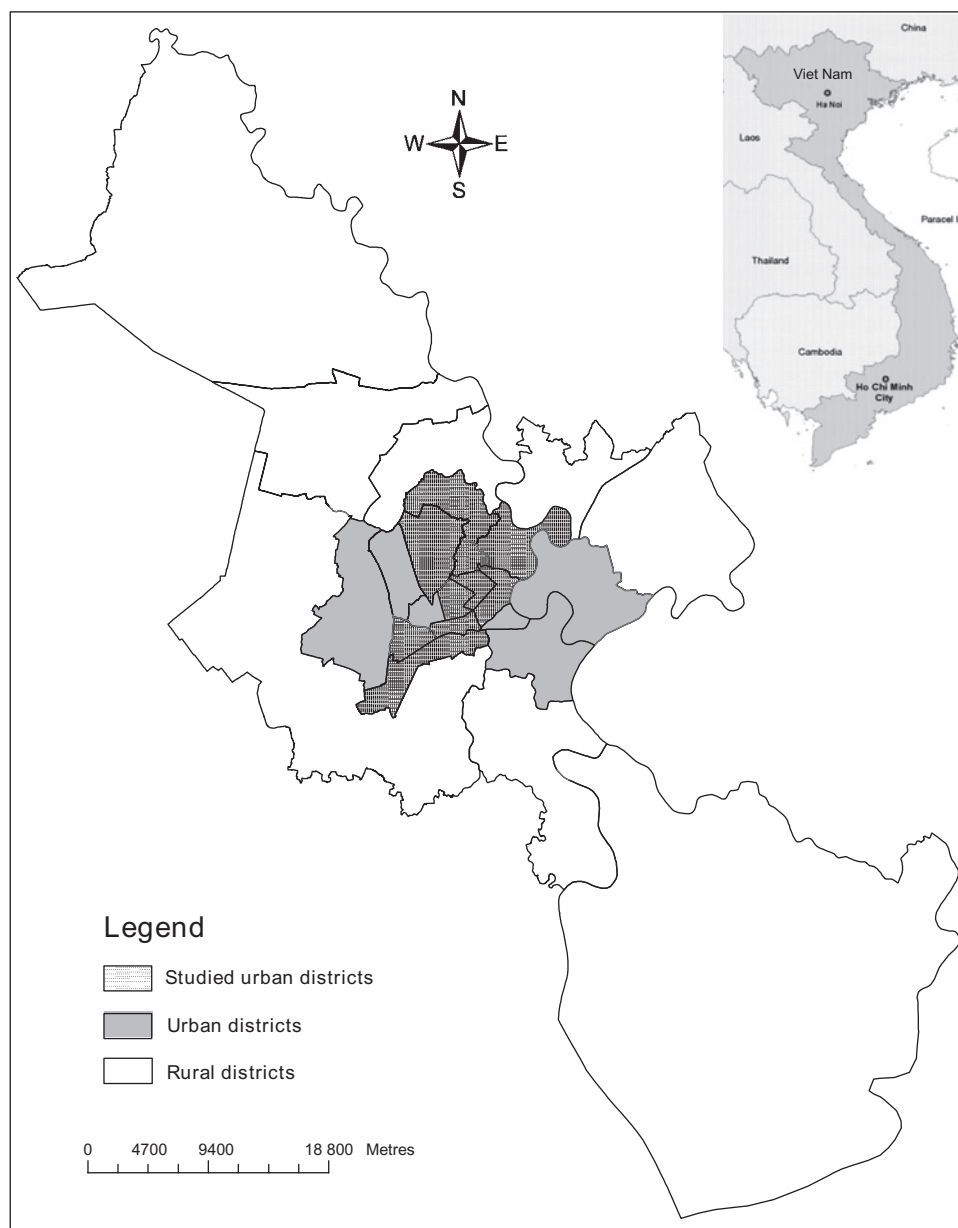 China
Viet Nam
Ha Noi
Laos
Paracel
Thailand
Cambodia
Ho Chi Minh
City
N
W E
S
Legend
Studied urban districts
Urban districts
Rural districts
0 4700 9400 18 800 Metres